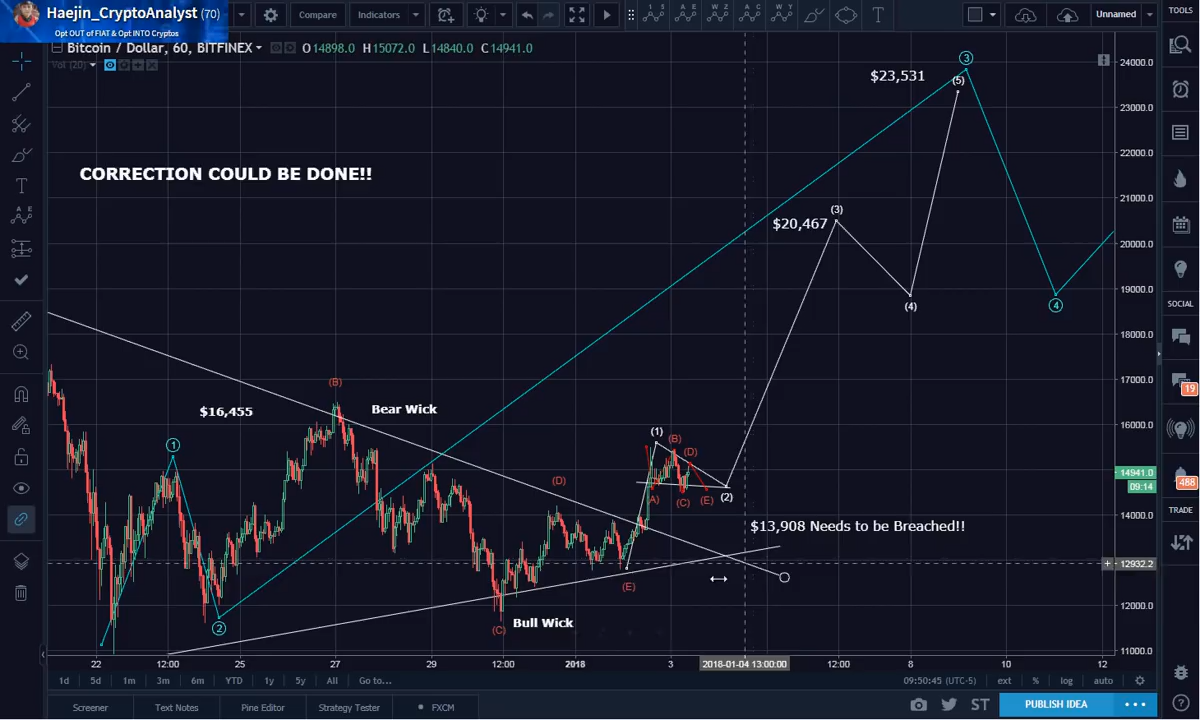 Haejin_CryptoAnalyst (70)
Opt OUT of FIAT & Opt INTO Cryptos
Compare
Indicators
Unnamed
TOOLS
Bitcoin / Dollar, 60, BITFINEX O14898.0 H15072.0 L14840.0 C14941.0
Vol (20)
CORRECTION COULD BE DONE!!
$23,531
3
(5)
24000.0
23000.0
22000.0
21000.0
$20,467
(3)
20000.0
19000.0
(4)
4
SOCIAL
18000.0
17000.0
16000.0
19
(B)
$16,455
Bear Wick
1
(1)
(B)
(D)
(D)
A)
(C)
(E)
(2)
14941.0
09:14
488
14000.0
$13,908 Needs to be Breached!!
TRADE
12932.2
(E)
12000.0
2
(C)
Bull Wick
11000.0
22
12:00
25
27
29
12:00
2018
3
2018-01-04 13:00:00
12:00
8
10
12
1d 5d 1m 3m 6m YTD 1y 5y All Go to...
09:50:45 (UTC-5) ext % log auto
Screener Text Notes Pine Editor Strategy Tester FXCM
ST
PUBLISH IDEA